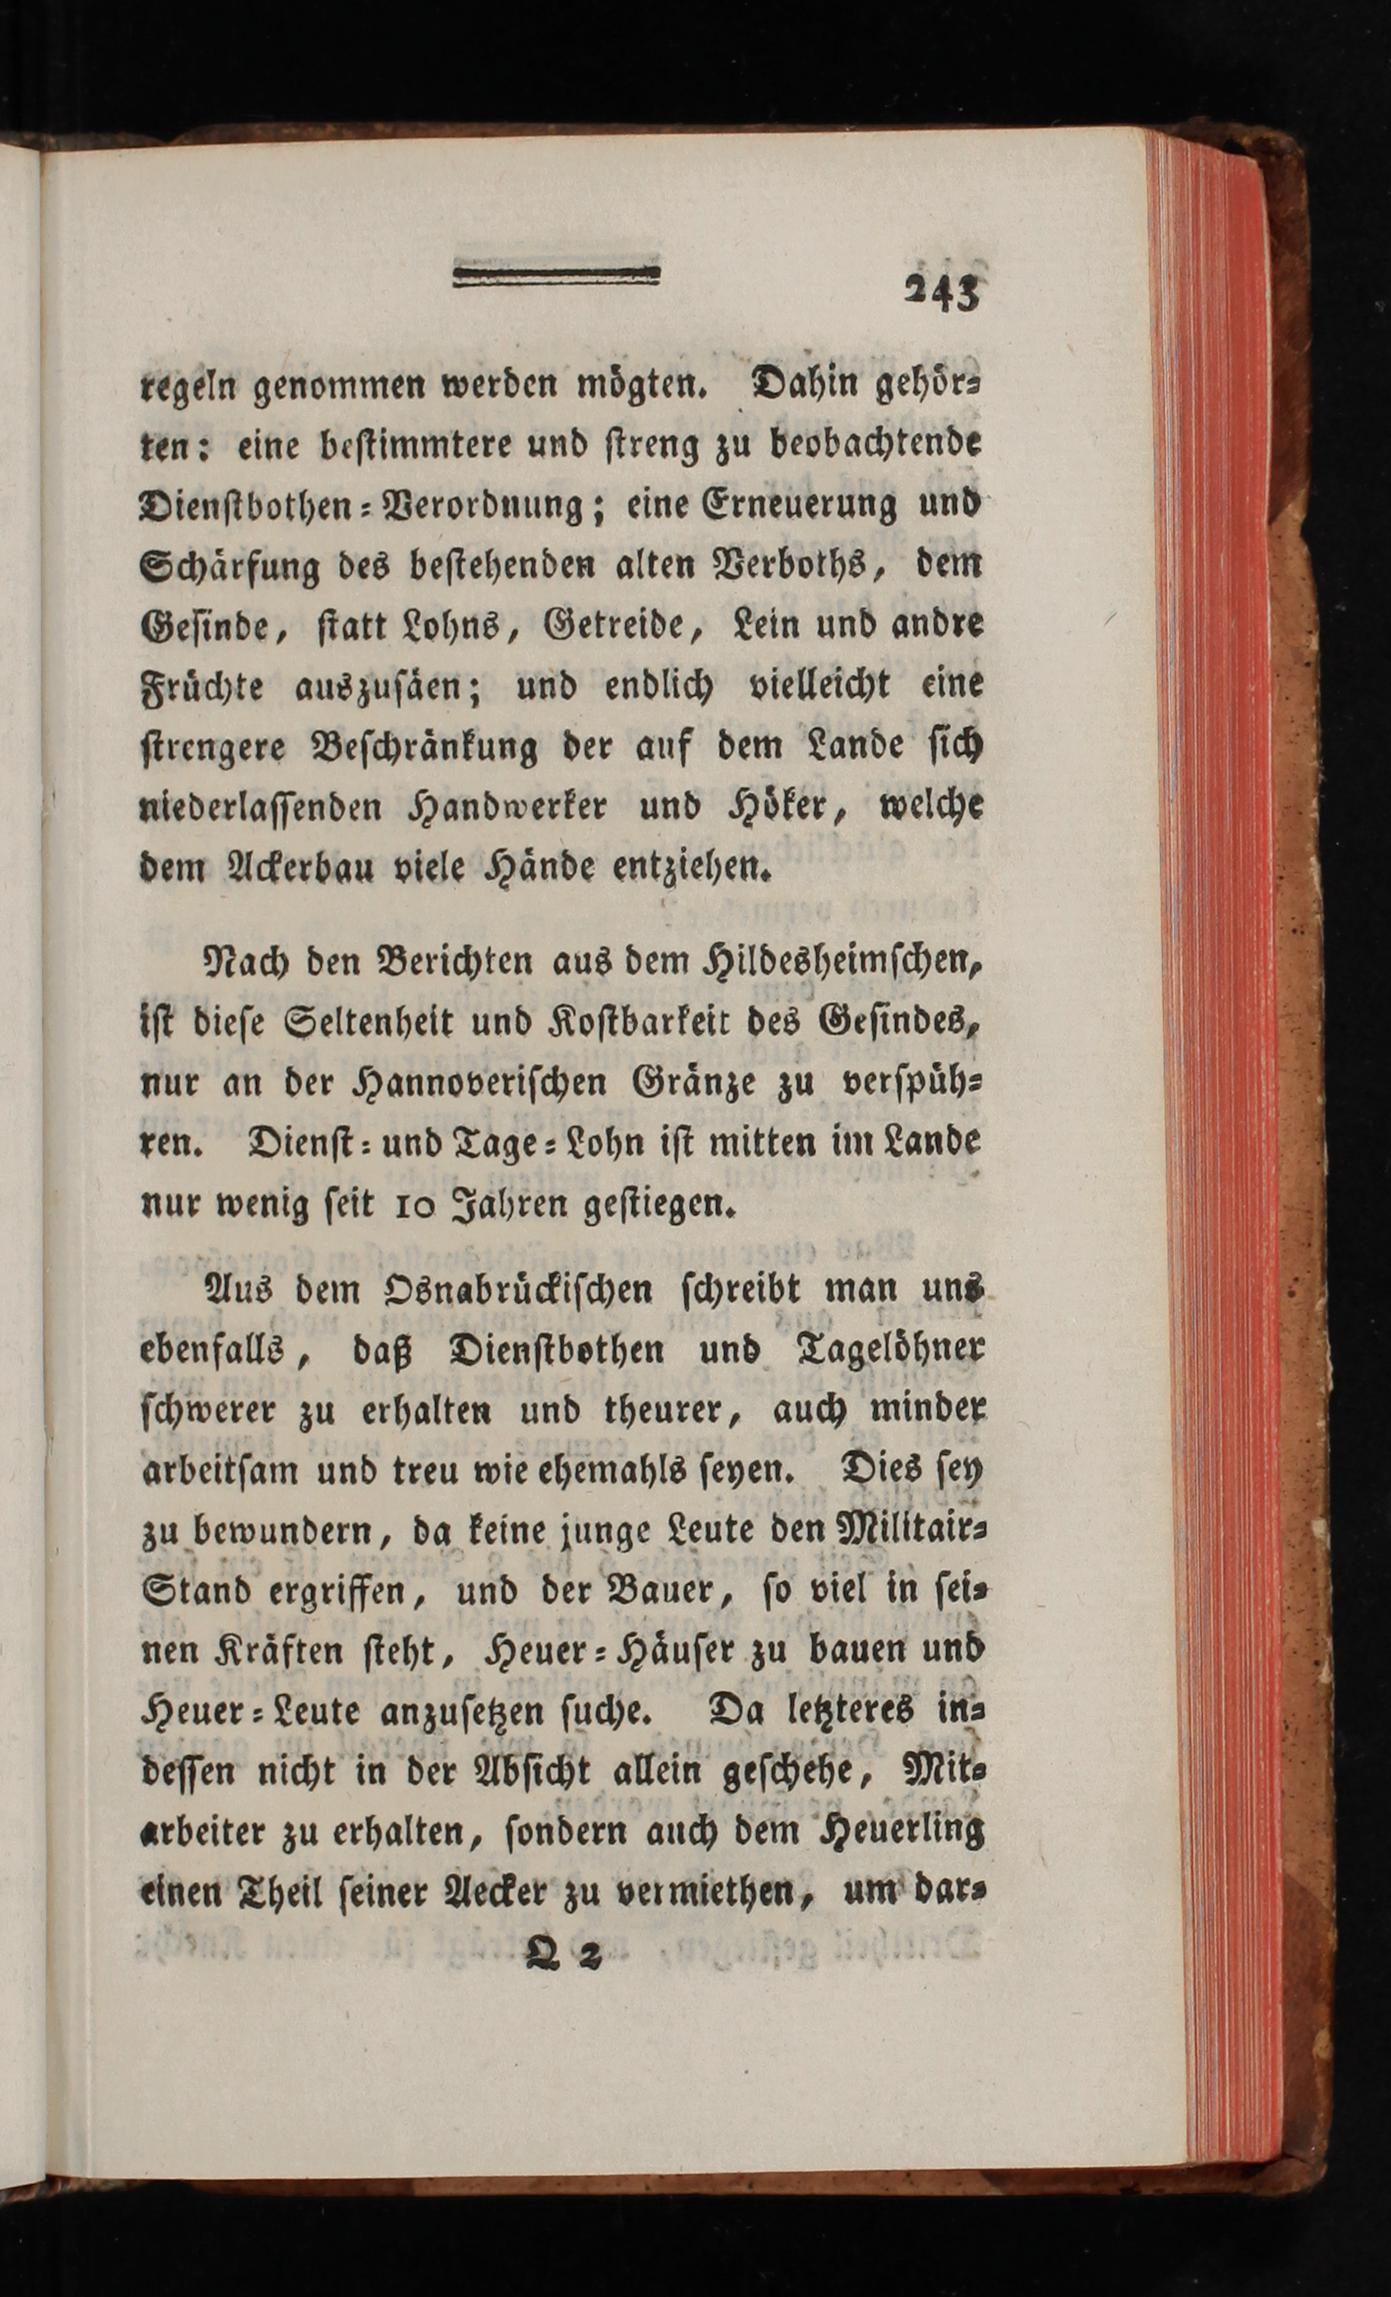 243
regeln genommen werden mögten. Dahin gehör=
ten: eine beſtimmtere und ſtreng zu beobachtende
Dienſtbothen=Verordnung; eine Erneuerung und
Schärfung des beſtehenden alten Verboths, dem
Geſinde, ſtatt Lohns, Getreide, Lein und andre
Früchte auszuſäen; und endlich vielleicht eine
ſtrengere Beſchränkung der auf dem Lande ſich
niederlaſſenden Handwerker und Höker, welche
dem Ackerbau viele Hände entziehen.
Nach den Berichten aus dem Hildesheimſchen,
iſt dieſe Seltenheit und Koſtbarkeit des Geſindes,
nur an der Hannoveriſchen Gränze zu verſpüh=
ren. Dienſt= und Tage=Lohn iſt mitten im Lande
nur wenig ſeit 10 Jahren geſtiegen.
Aus dem Osnabrückiſchen ſchreibt man uns
ebenfalls, daß Dienſtbothen und Tagelöhner
ſchwerer zu erhalten und theurer, auch minder
arbeitſam und treu wie ehemahls ſeyen. Dies ſey
zu bewundern, da keine junge Leute den Militair=
Stand ergriffen, und der Bauer, ſo viel in ſei=
nen Kräften ſteht, Heuer=Häuſer zu bauen und
Heuer=Leute anzuſetzen ſuche. Da letzteres in=
deſſen nicht in der Abſicht allein geſchehe, Mit=
arbeiter zu erhalten, ſondern auch dem Heuerling
einen Theil ſeiner Aecker zu vermiethen, um dar=
Q 2